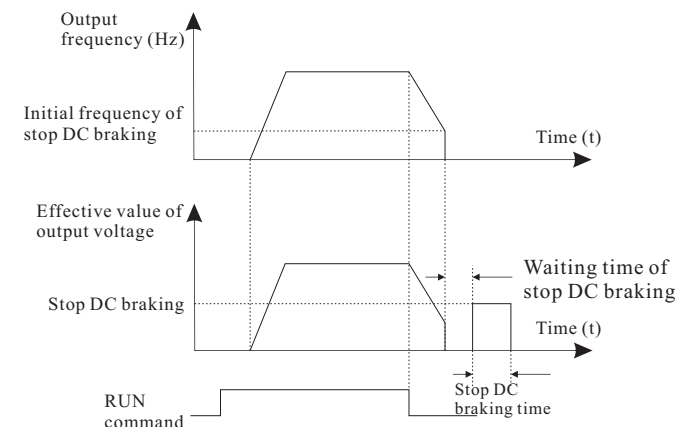 Output
frequency (Hz)
Initial frequency of
stop DC braking
Time (t)
Effective value of
output voltage
Waiting time of
stop DC braking
Stop DC braking
Time (t)
Stop DC
braking time
RUN
command